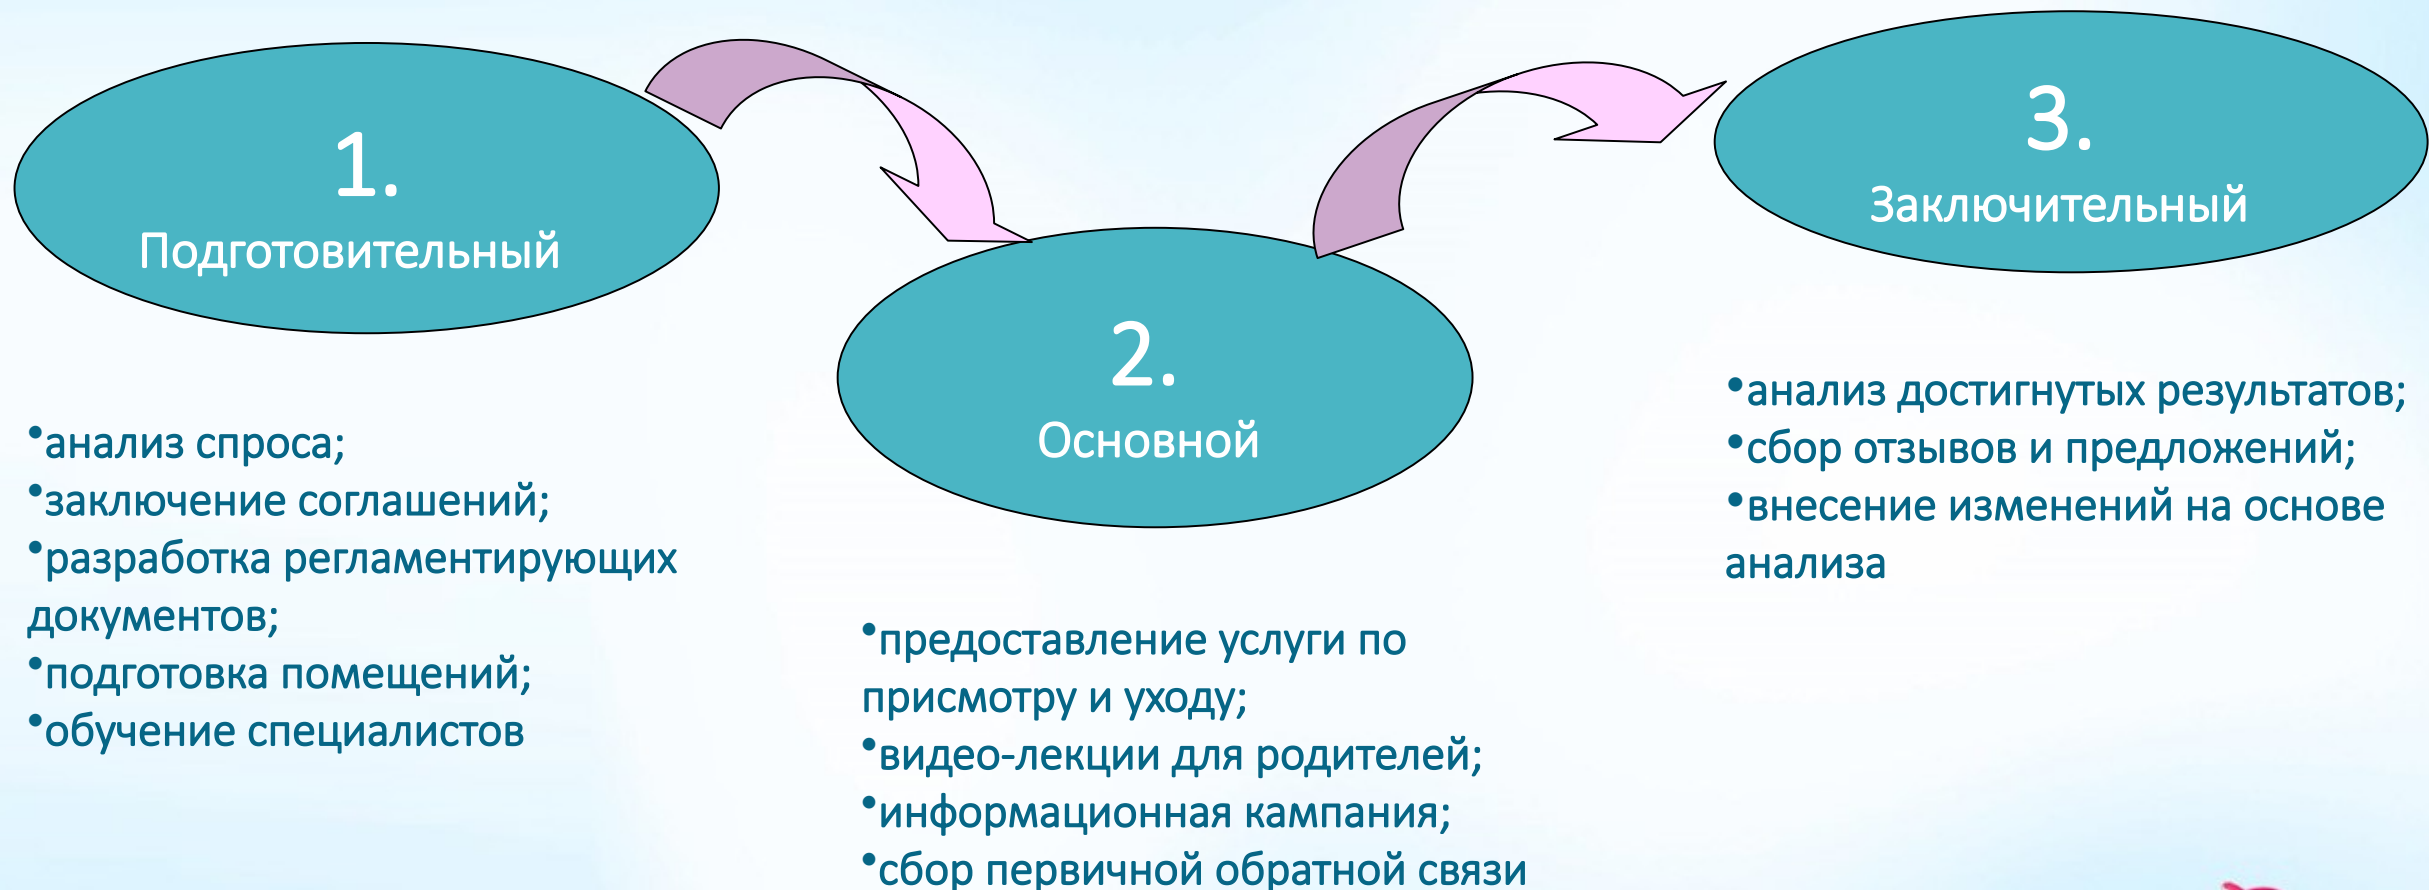 1.
Подготовительный
•анализ спроса;
•заключение соглашений;
•разработка регламентирующих
документов;
•подготовка помещений;
•обучение специалистов
2.
Основной
•предоставление услуги по
присмотру и уходу;
•видео-лекции для родителей;
•информационная кампания;
•сбор первичной обратной связи
3.
Заключительный
•анализ достигнутых результатов;
•сбор отзывов и предложений;
•внесение изменений на основе
анализа